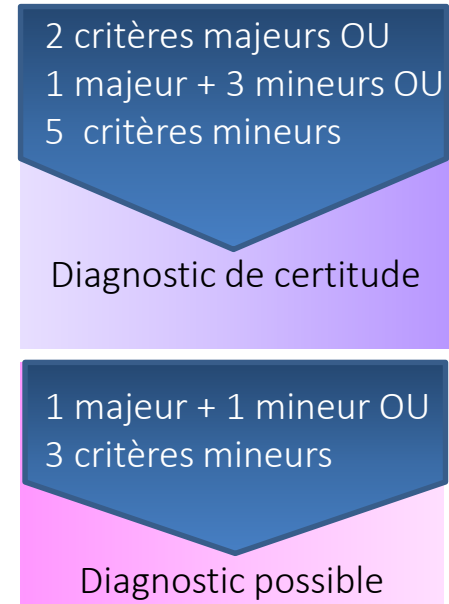 2 critères majeurs OU
1 majeur + 3 mineurs OU
5 critères mineurs
Diagnostic de certitude
1 majeur + 1 mineur OU
3 critères mineurs
Diagnostic possible